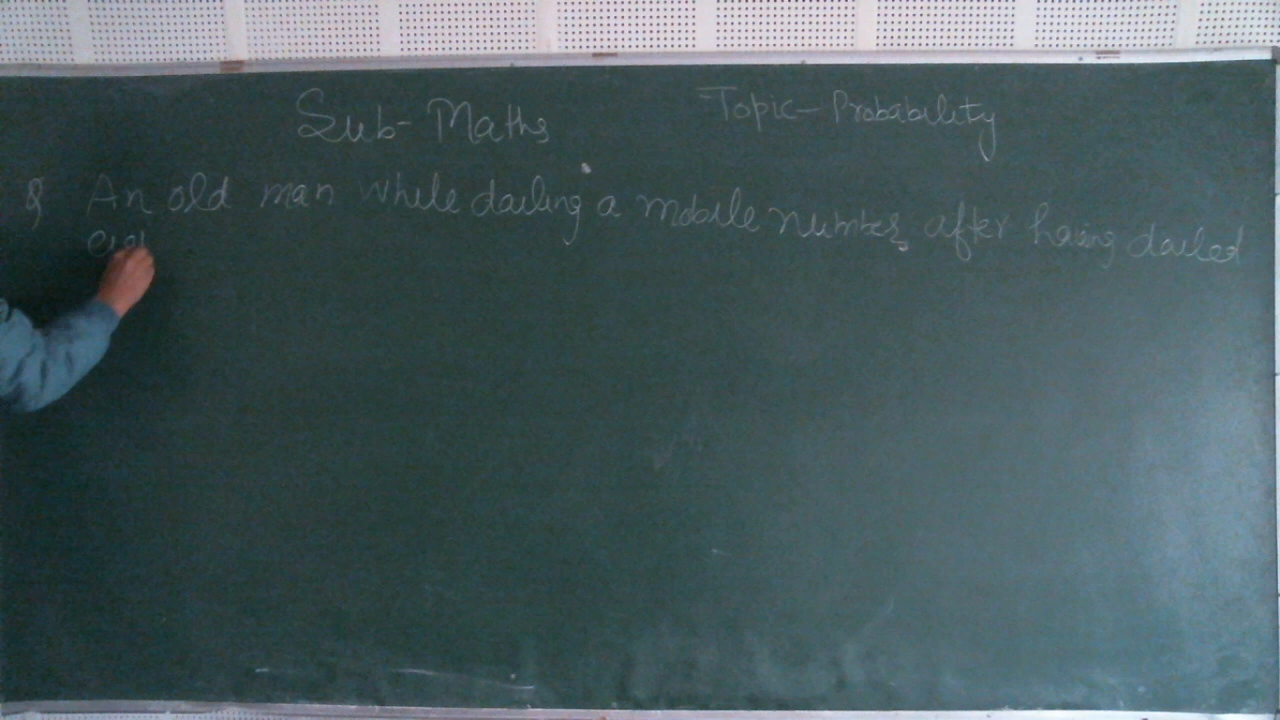 Sub- Maths
Topic- Probability
Q An old man while dailing a mobile number, after having dailed